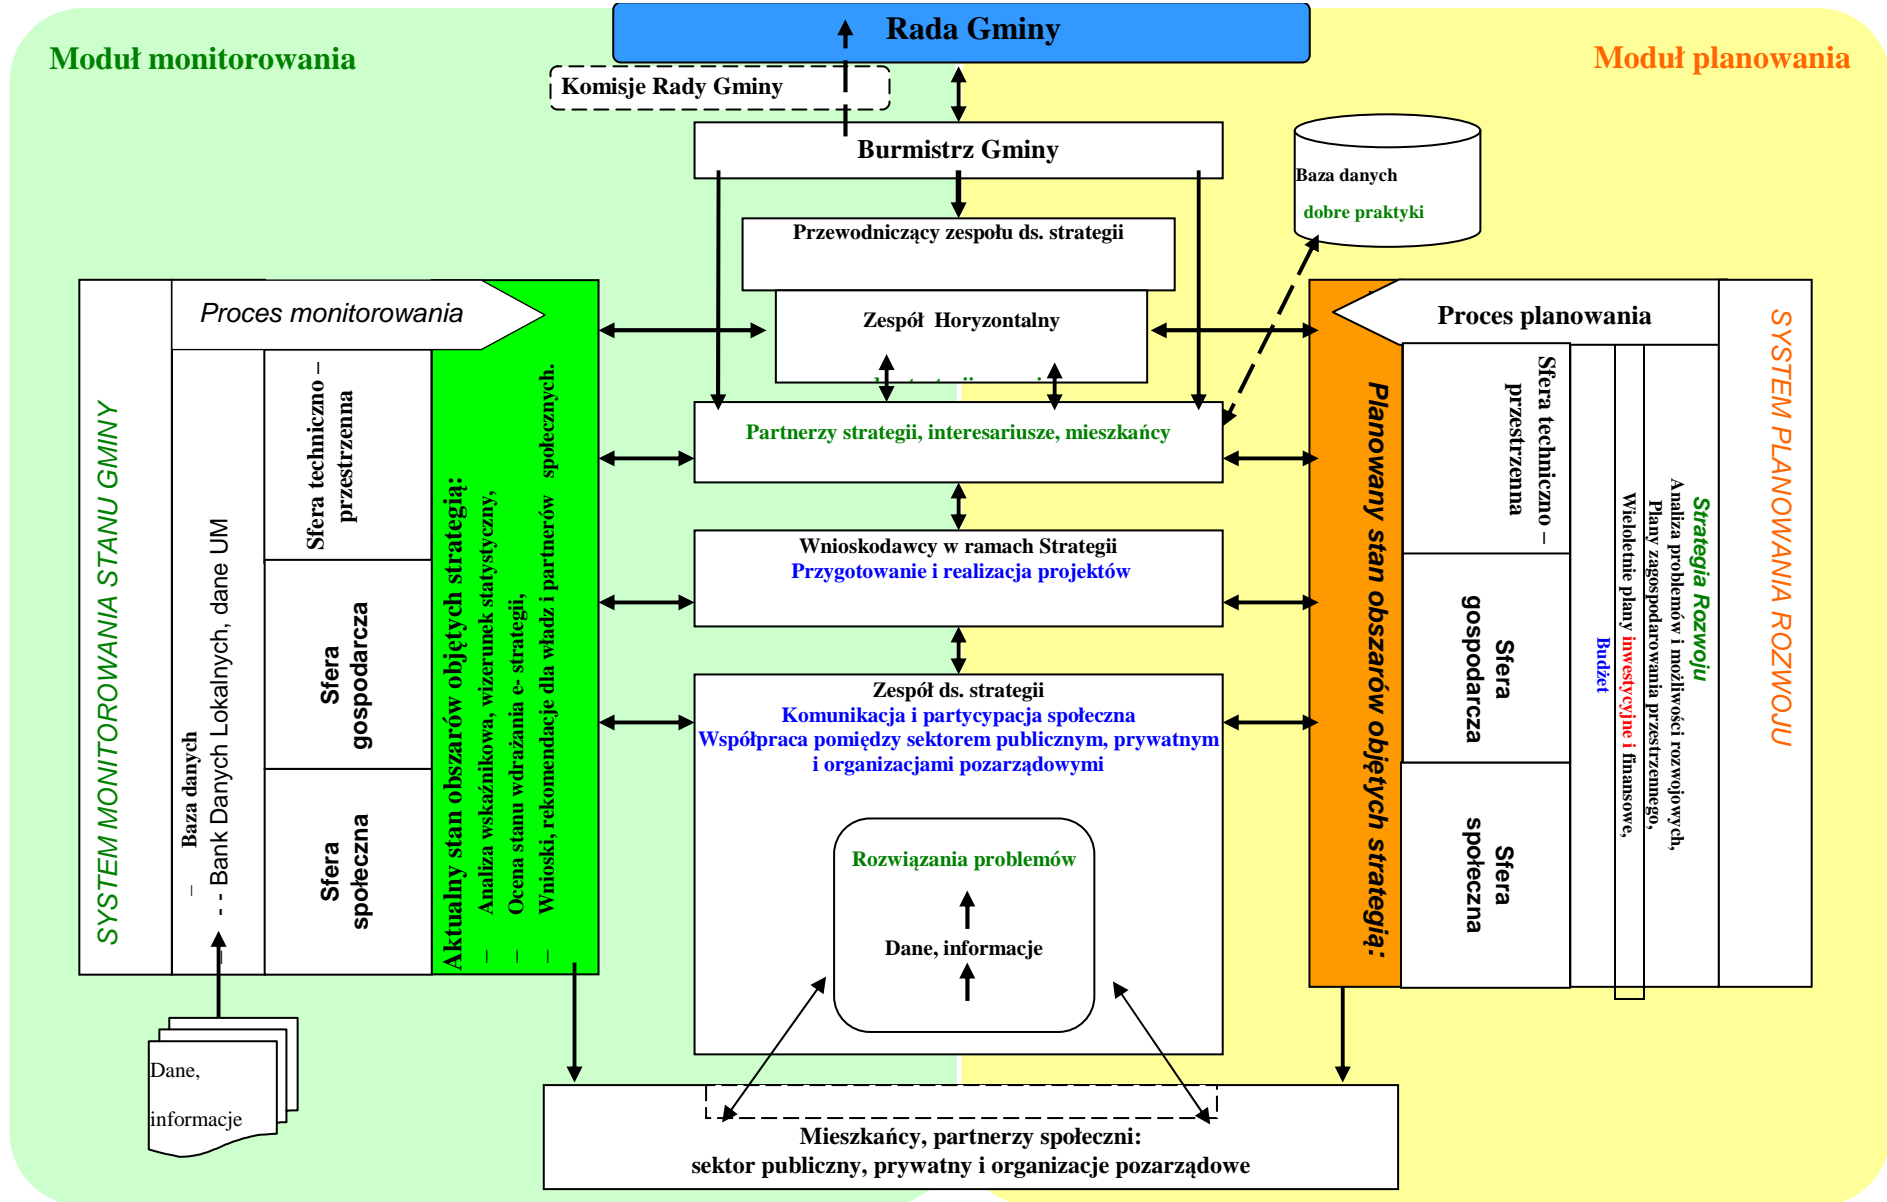 Rada Gminy
Moduł monitorowania
Moduł planowania
Komisje Rady Gminy
Burmistrz Gminy
Baza danych
dobre praktyki
Przewodniczący zespołu ds. strategii
Zespół Horyzontalny
Partnerzy strategii, interesariusze, mieszkańcy
Wnioskodawcy w ramach Strategii
Przygotowanie i realizacja projektów
Zespół ds. strategii
Komunikacja i partycypacja społeczna
Współpraca pomiędzy sektorem publicznym, prywatnym
i organizacjami pozarządowymi
Rozwiązania problemów
Dane, informacje
SYSTEM MONITOROWANIA STANU GMINY
Proces monitorowania
– Baza danych
- - Bank Danych Lokalnych, dane UM
–
Sfera techniczno –
przestrzenna
Sfera
gospodarcza
Sfera
społeczna
Aktualny stan obszarów objętych strategią:
– Analiza wskaźnikowa, wizerunek statystyczny,
– Ocena stanu wdrażania e- strategii,
– Wnioski, rekomendacje dla władz i partnerów społecznych.
Dane,
informacje
Proces planowania
Planowany stan obszarów objętych strategią:
Sfera techniczno –
przestrzenna
Sfera
gospodarcza
Sfera
społeczna
Strategia Rozwoju
Analiza problemów i możliwości rozwojowych,
Plany zagospodarowania przestrzennego,
Wieloletnie plany inwestycyjne i finansowe,
Budżet
SYSTEM PLANOWANIA ROZWOJU
Mieszkańcy, partnerzy społeczni:
sektor publiczny, prywatny i organizacje pozarządowe